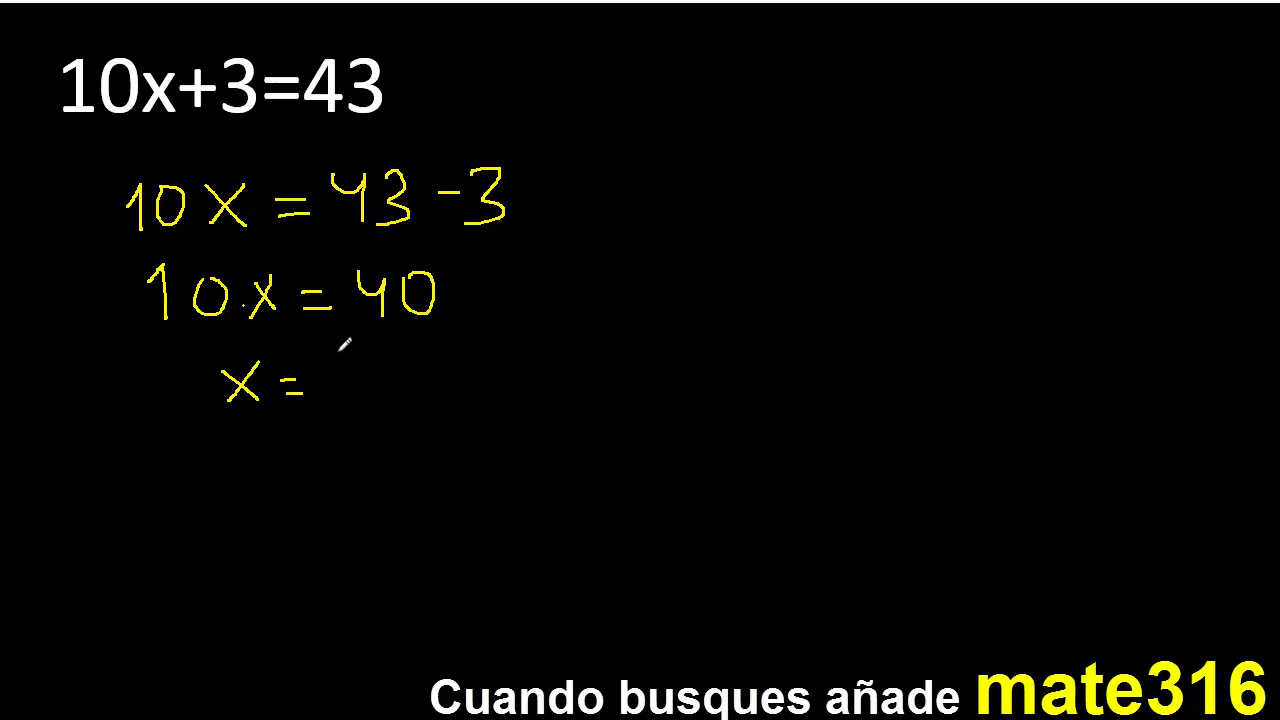 10x+3=43
10x = 43 - 3
10.x = 40
x =
Cuando busques añade mate316